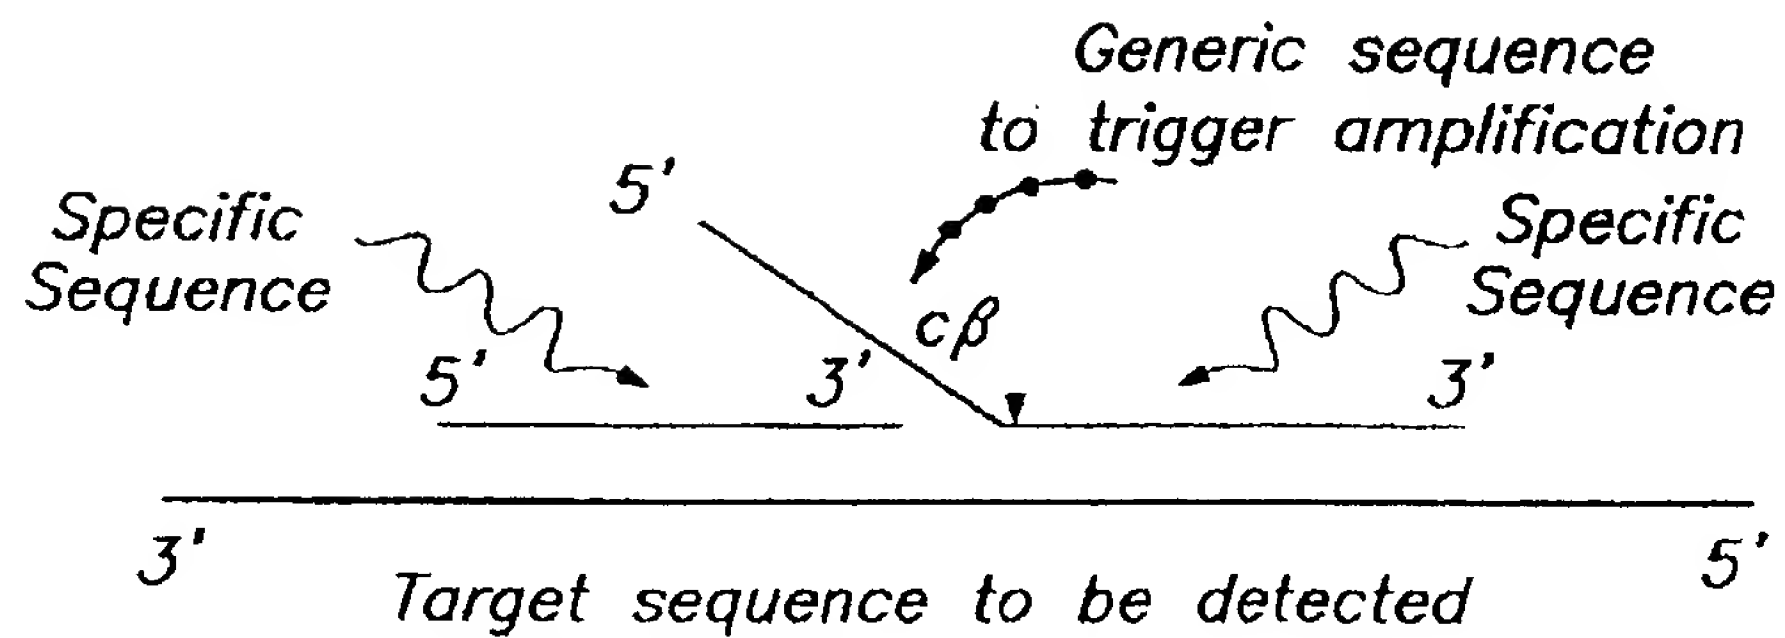 Generic sequence
to trigger amplification
5'
Specific
Sequence
Specific
Sequence
cβ
5'
3'
3'
3'
5'
Target sequence to be detected